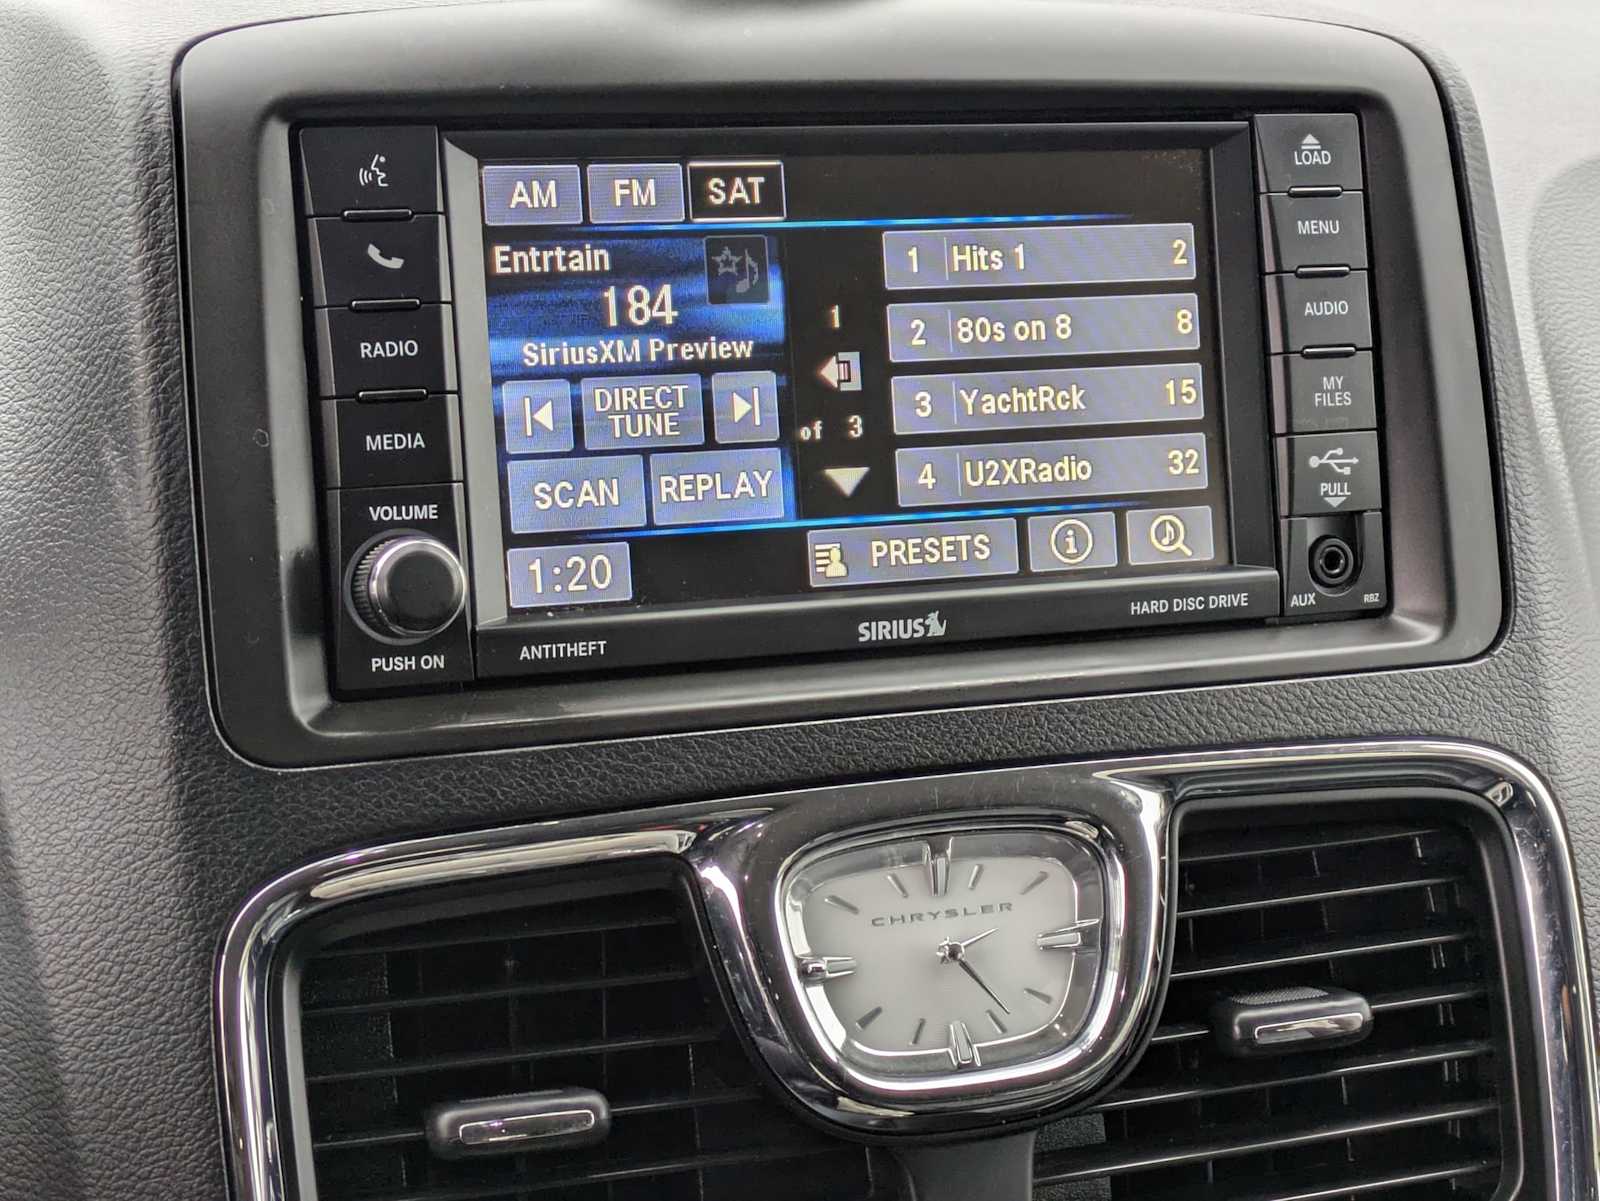 AM FM SAT
Entrtain
184
SiriusXM Preview
DIRECT
TUNE
SCAN REPLAY
1:20
1
of 3
1 Hits 1 2
2 80s on 8 8
3 YachtRck 15
4 U2XRadio 32
PRESETS i
RADIO
MEDIA
VOLUME
PUSH ON
LOAD
MENU
AUDIO
MY
FILES
PULL
AUX RBZ
ANTITHEFT
SIRIUS
HARD DISC DRIVE
CHRYSLER